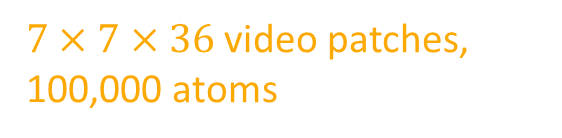 7 × 7 × 36 video patches,
100,000 atoms